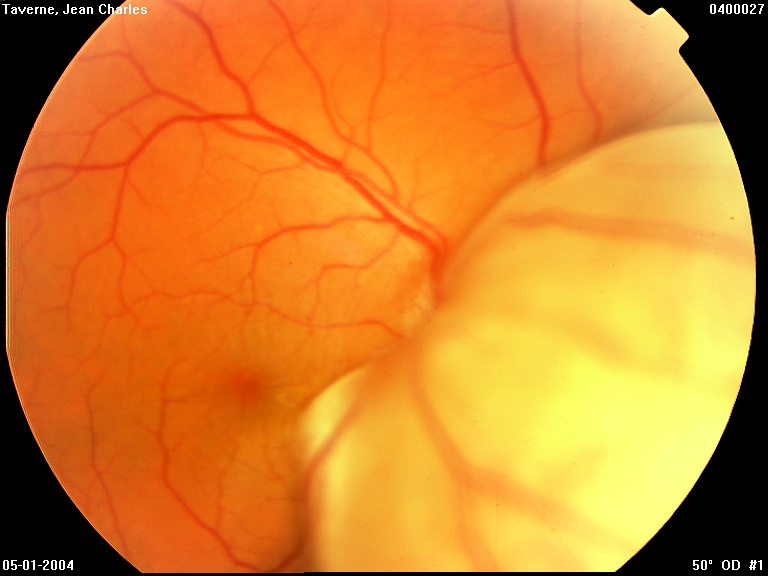 Taverne, Jean Charles
0400027
05-01-2004
50° OD #1